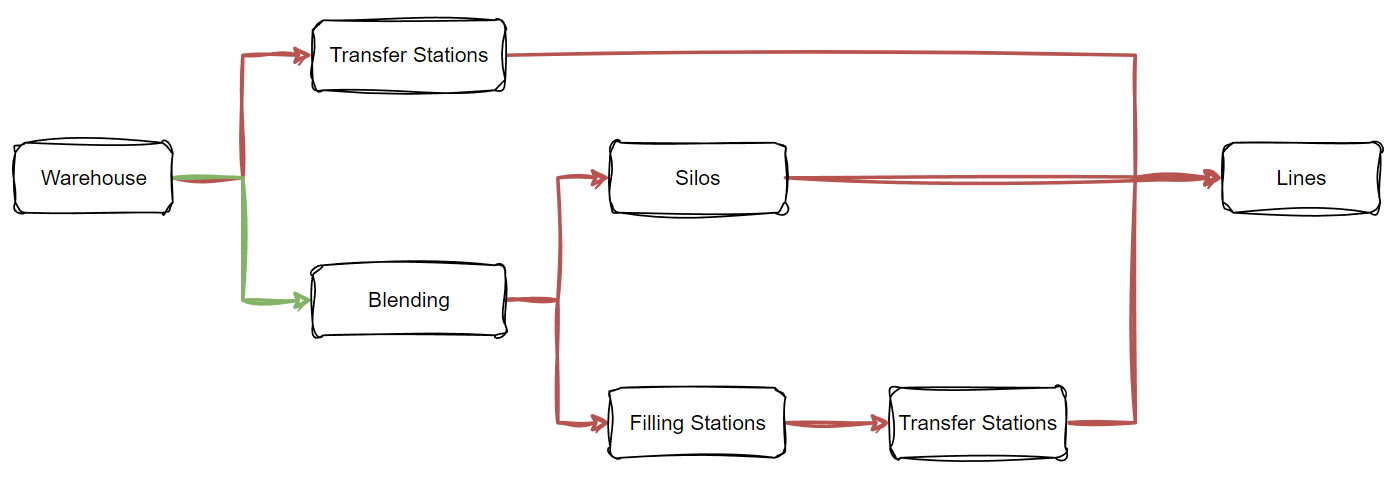 Transfer Stations
Warehouse
Silos
Lines
Blending
Filling Stations
Transfer Stations